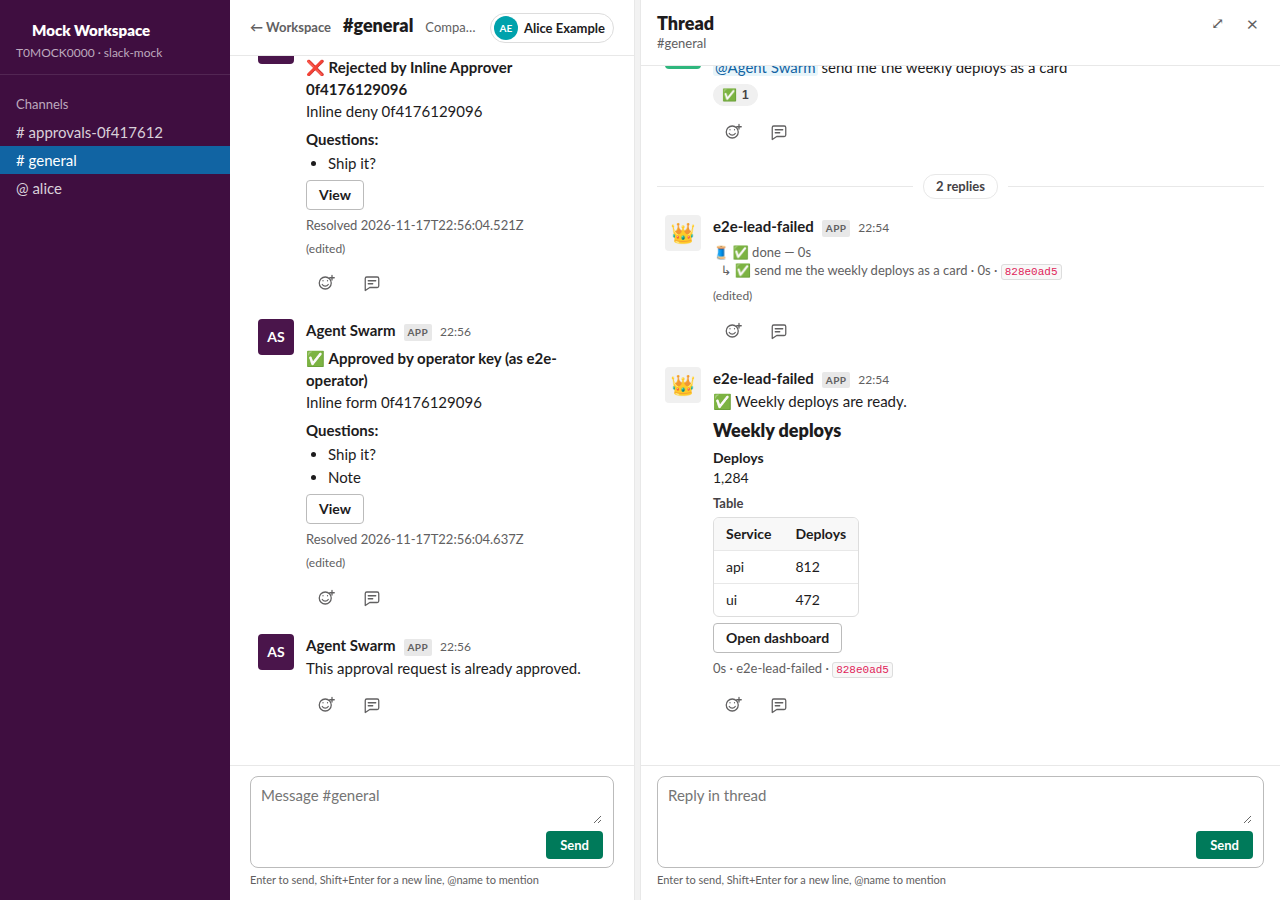 Mock Workspace
T0MOCK0000 · slack-mock
Channels
# approvals-0f417612
# general
@ alice
← Workspace #general Compa... AE Alice Example
❌ Rejected by Inline Approver
0f4176129096
Inline deny 0f4176129096
Questions:
• Ship it?
View
Resolved 2026-11-17T22:56:04.521Z
(edited)
AS Agent Swarm APP 22:56
✅ Approved by operator key (as e2e-
operator)
Inline form 0f4176129096
Questions:
• Ship it?
• Note
View
Resolved 2026-11-17T22:56:04.637Z
(edited)
AS Agent Swarm APP 22:56
This approval request is already approved.
Message #general
Send
Enter to send, Shift+Enter for a new line, @name to mention
Thread
#general
@Agent Swarm send me the weekly deploys as a card
✅ 1
2 replies
e2e-lead-failed APP 22:54
🧵 ✅ done — 0s
↳ ✅ send me the weekly deploys as a card · 0s · 828e0ad5
(edited)
e2e-lead-failed APP 22:54
✅ Weekly deploys are ready.
Weekly deploys
Deploys
1,284
Table
Service Deploys
api 812
ui 472
Open dashboard
0s · e2e-lead-failed · 828e0ad5
Reply in thread
Send
Enter to send, Shift+Enter for a new line, @name to mention